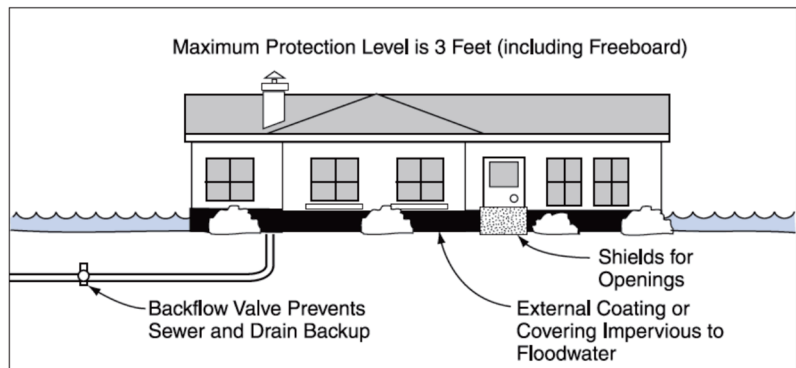 Maximum Protection Level is 3 Feet (including Freeboard)
Shields for
Openings
Backflow Valve Prevents
Sewer and Drain Backup
External Coating or
Covering Impervious to
Floodwater